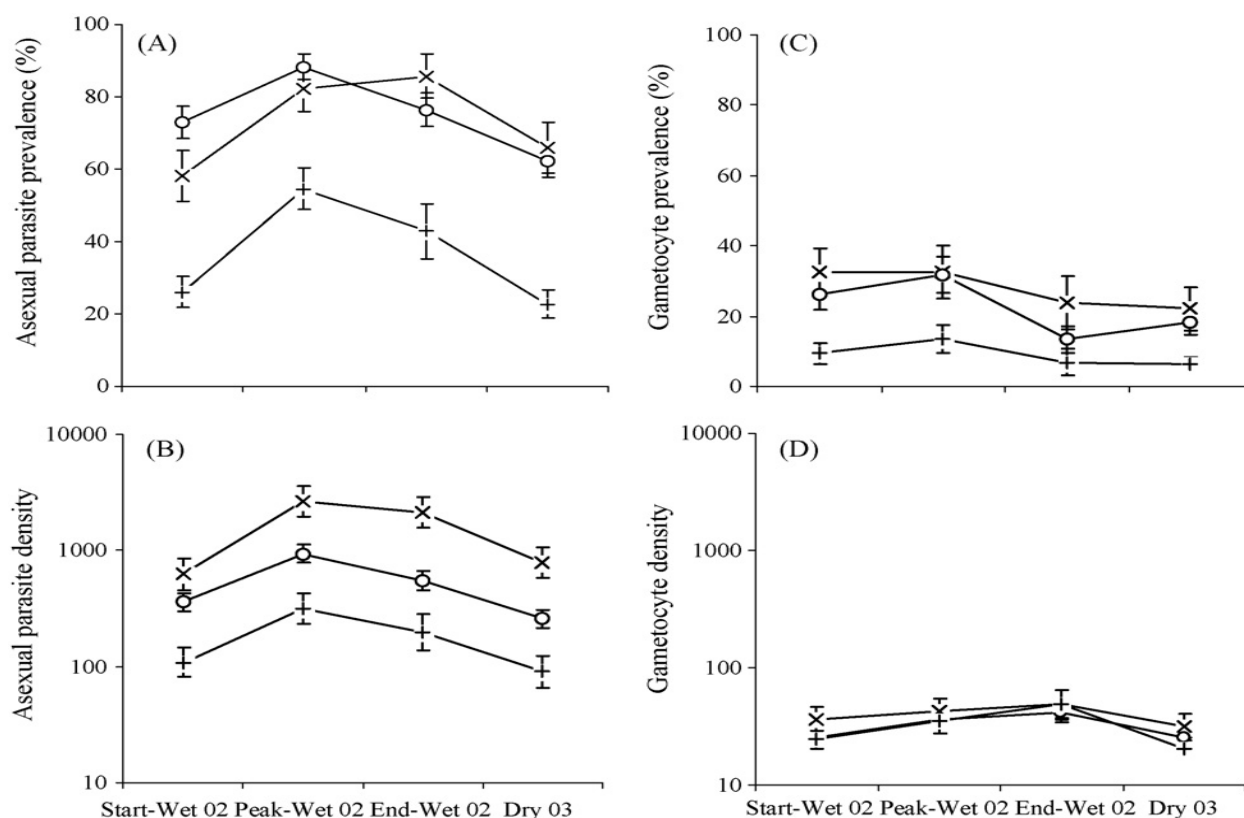 (A)
Asexual parasite prevalence (%)
100
80
60
40
20
0
(C)
Gametocyte prevalence (%)
100
80
60
40
20
0
(B)
Asexual parasite density
10000
1000
100
10
Start-Wet 02 Peak-Wet 02 End-Wet 02 Dry 03
(D)
Gametocyte density
10000
1000
100
10
Start-Wet 02 Peak-Wet 02 End-Wet 02 Dry 03